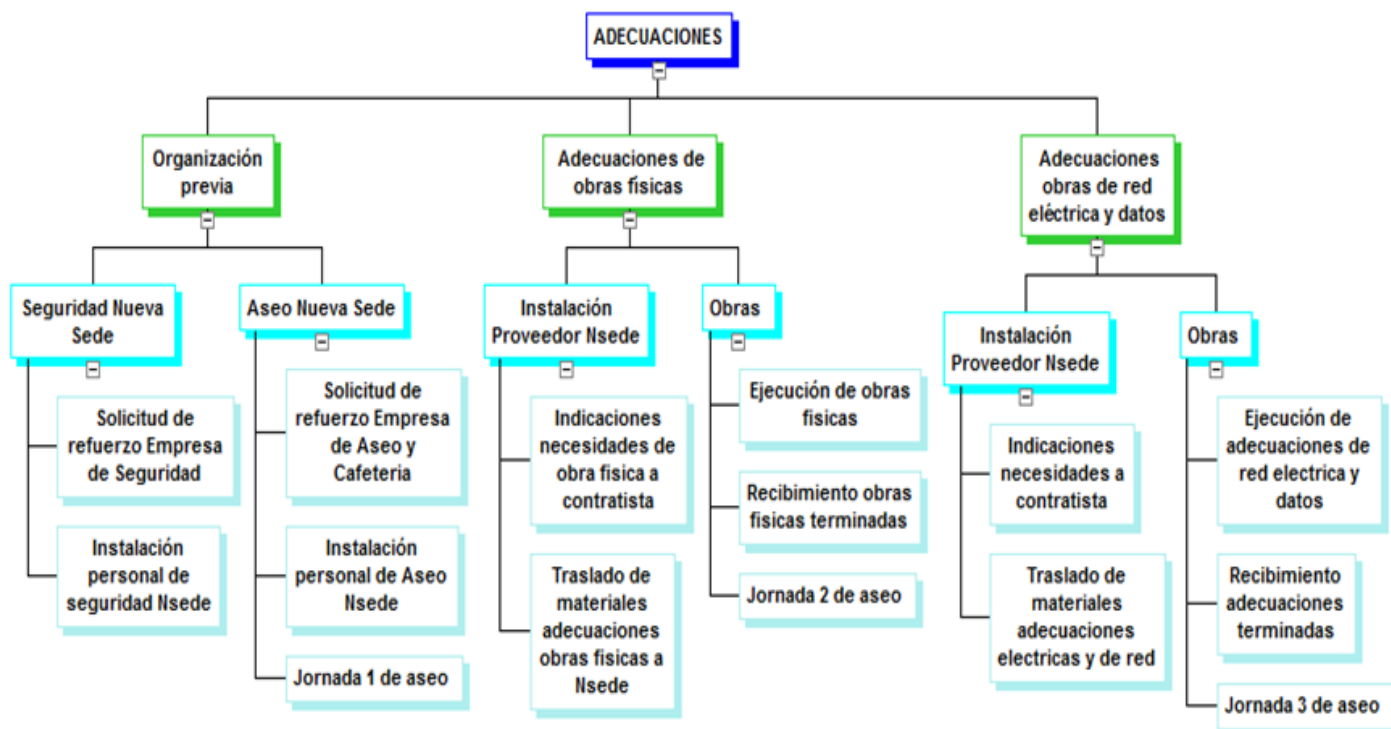 ADECUACIONES
Organización
previa
Adecuaciones de
obras físicas
Adecuaciones
obras de red
eléctrica y datos
Seguridad Nueva
Sede
Aseo Nueva Sede
Instalación
Proveedor Nsede
Obras
Instalación
Proveedor Nsede
Obras
Solicitud de
refuerzo Empresa
de Seguridad
Instalación
personal de
seguridad Nsede
Solicitud de
refuerzo Empresa
de Aseo y
Cafeteria
Instalación
personal de Aseo
Nsede
Jornada 1 de aseo
Indicaciones
necesidades de
obra fisica a
contratista
Traslado de
materiales
adecuaciones
obras fisicas a
Nsede
Ejecución de obras
fisicas
Recibimiento obras
fisicas terminadas
Jornada 2 de aseo
Indicaciones
necesidades a
contratista
Traslado de
materiales
adecuaciones
electricas y de red
Ejecución de
adecuaciones de
red electrica y
datos
Recibimiento
adecuaciones
terminadas
Jornada 3 de aseo